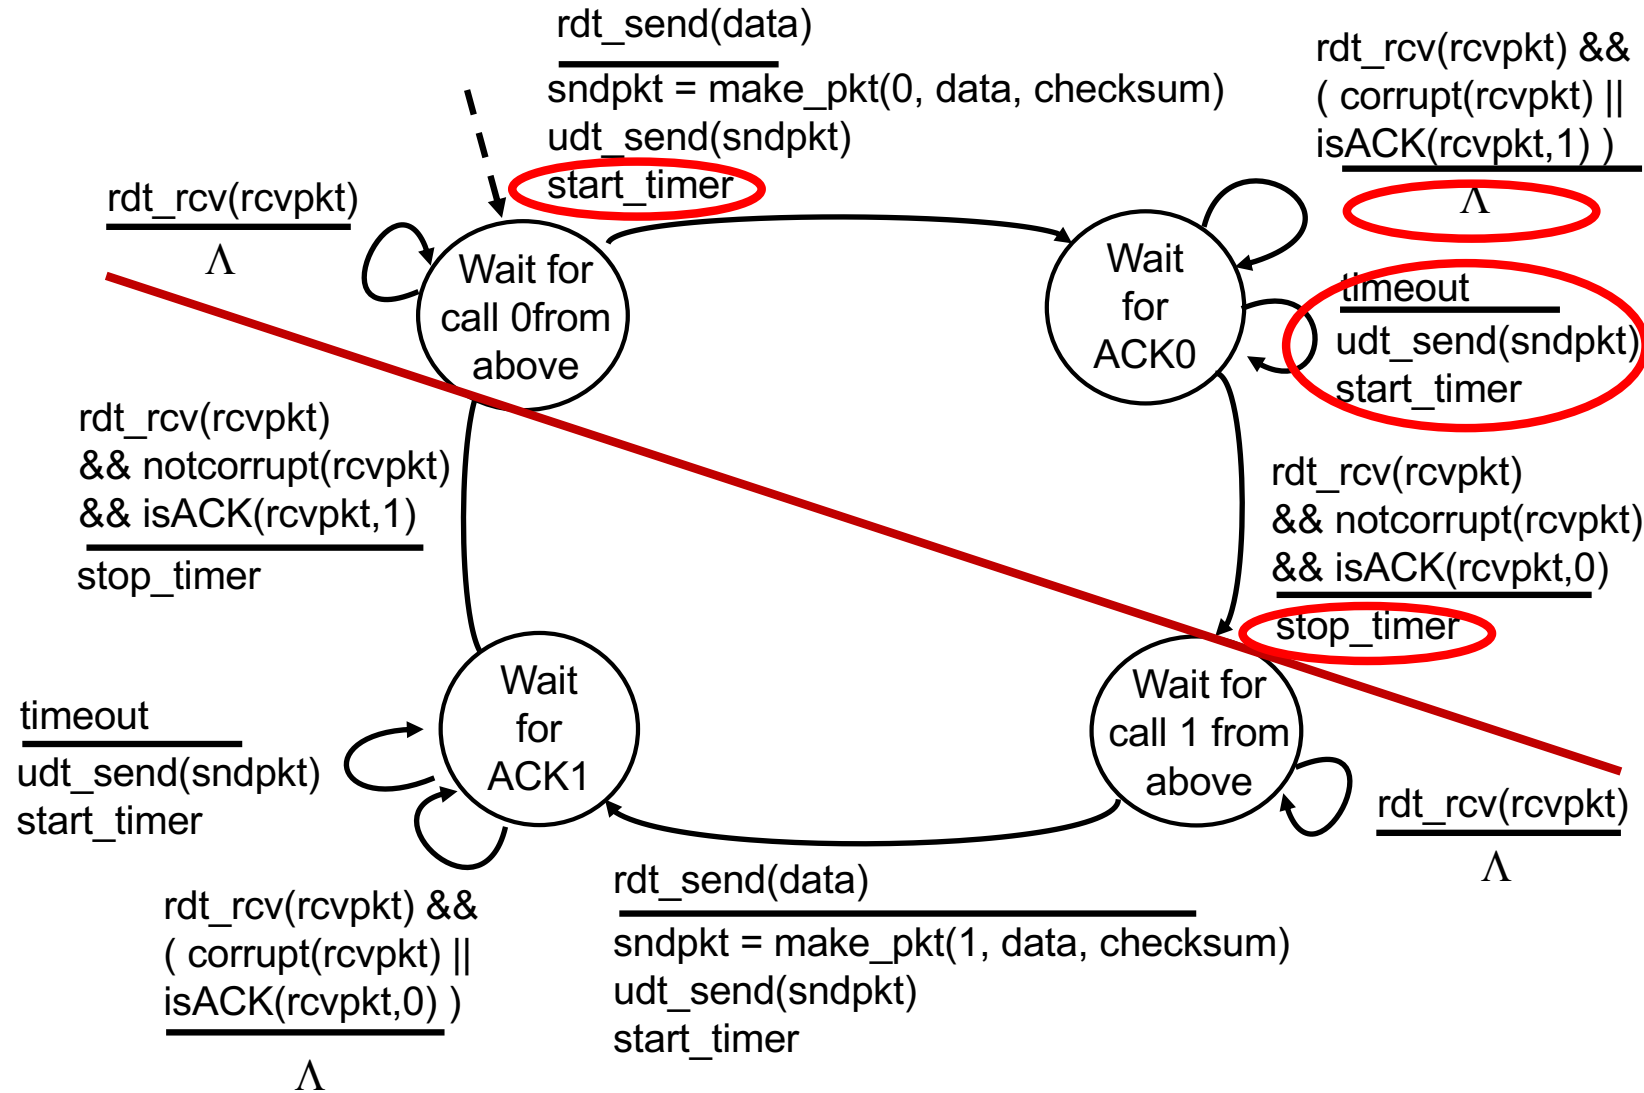 rdt_send(data)
sndpkt = make_pkt(0, data, checksum)
udt_send(sndpkt)
start_timer
rdt_rcv(rcvpkt) &&
( corrupt(rcvpkt) ||
isACK(rcvpkt,1) )
Λ
rdt_rcv(rcvpkt)
Λ
Wait for
call 0from
above
Wait
for
ACK0
timeout
udt_send(sndpkt)
start_timer
rdt_rcv(rcvpkt)
&& notcorrupt(rcvpkt)
&& isACK(rcvpkt,1)
stop_timer
rdt_rcv(rcvpkt)
&& notcorrupt(rcvpkt)
&& isACK(rcvpkt,0)
stop_timer
Wait
for
ACK1
Wait for
call 1 from
above
timeout
udt_send(sndpkt)
start_timer
rdt_rcv(rcvpkt)
Λ
rdt_rcv(rcvpkt) &&
( corrupt(rcvpkt) ||
isACK(rcvpkt,0) )
Λ
rdt_send(data)
sndpkt = make_pkt(1, data, checksum)
udt_send(sndpkt)
start_timer